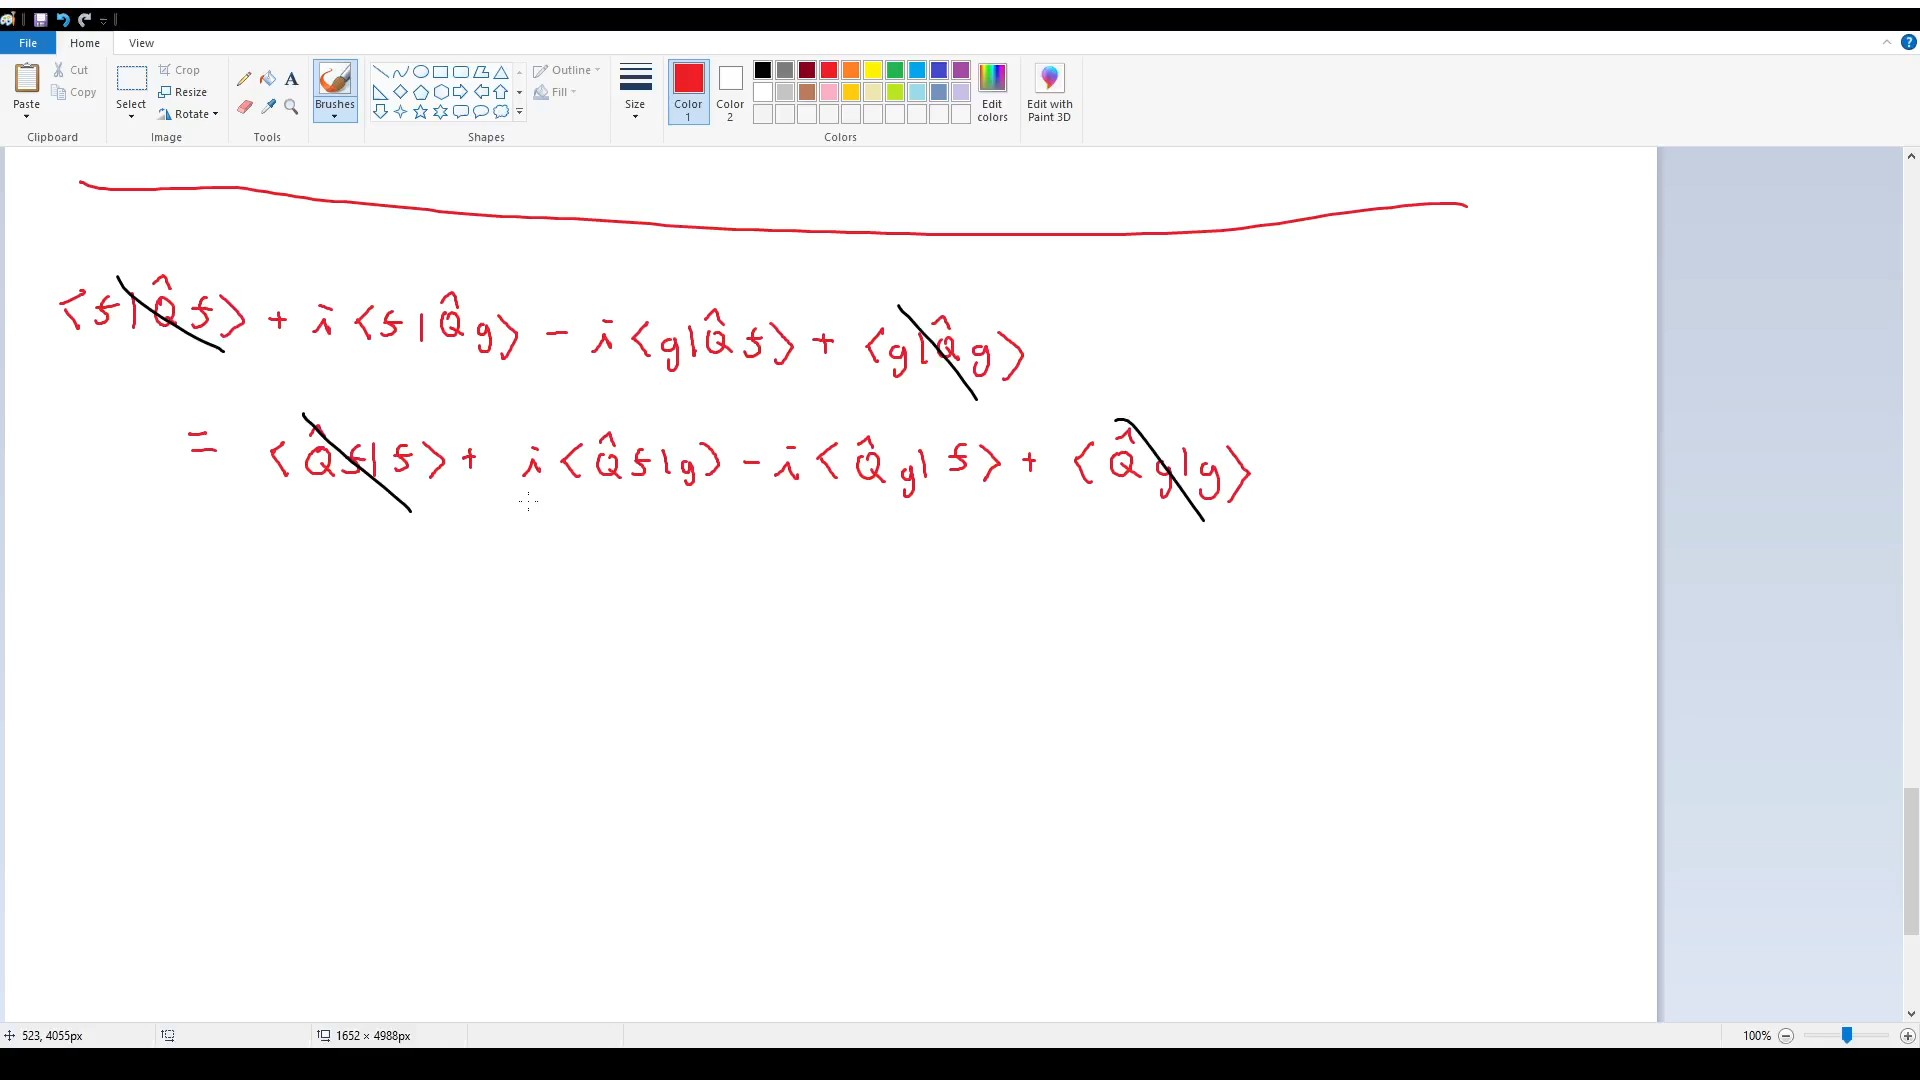 File Home View
Paste Cut Copy Clipboard
Select Crop Resize Rotate Image
A Tools
Brushes
Outline Fill Shapes
Size
Color 1 Color 2 Edit colors Colors
Edit with Paint 3D
⟨f|Q̂f⟩ + i⟨f|Q̂g⟩ - i⟨g|Q̂f⟩ + ⟨g|Q̂g⟩
= ⟨Q̂f|f⟩ + i⟨Q̂f|g⟩ - i⟨Q̂g|f⟩ + ⟨Q̂g|g⟩
523, 4055px 1652 × 4988px 100%